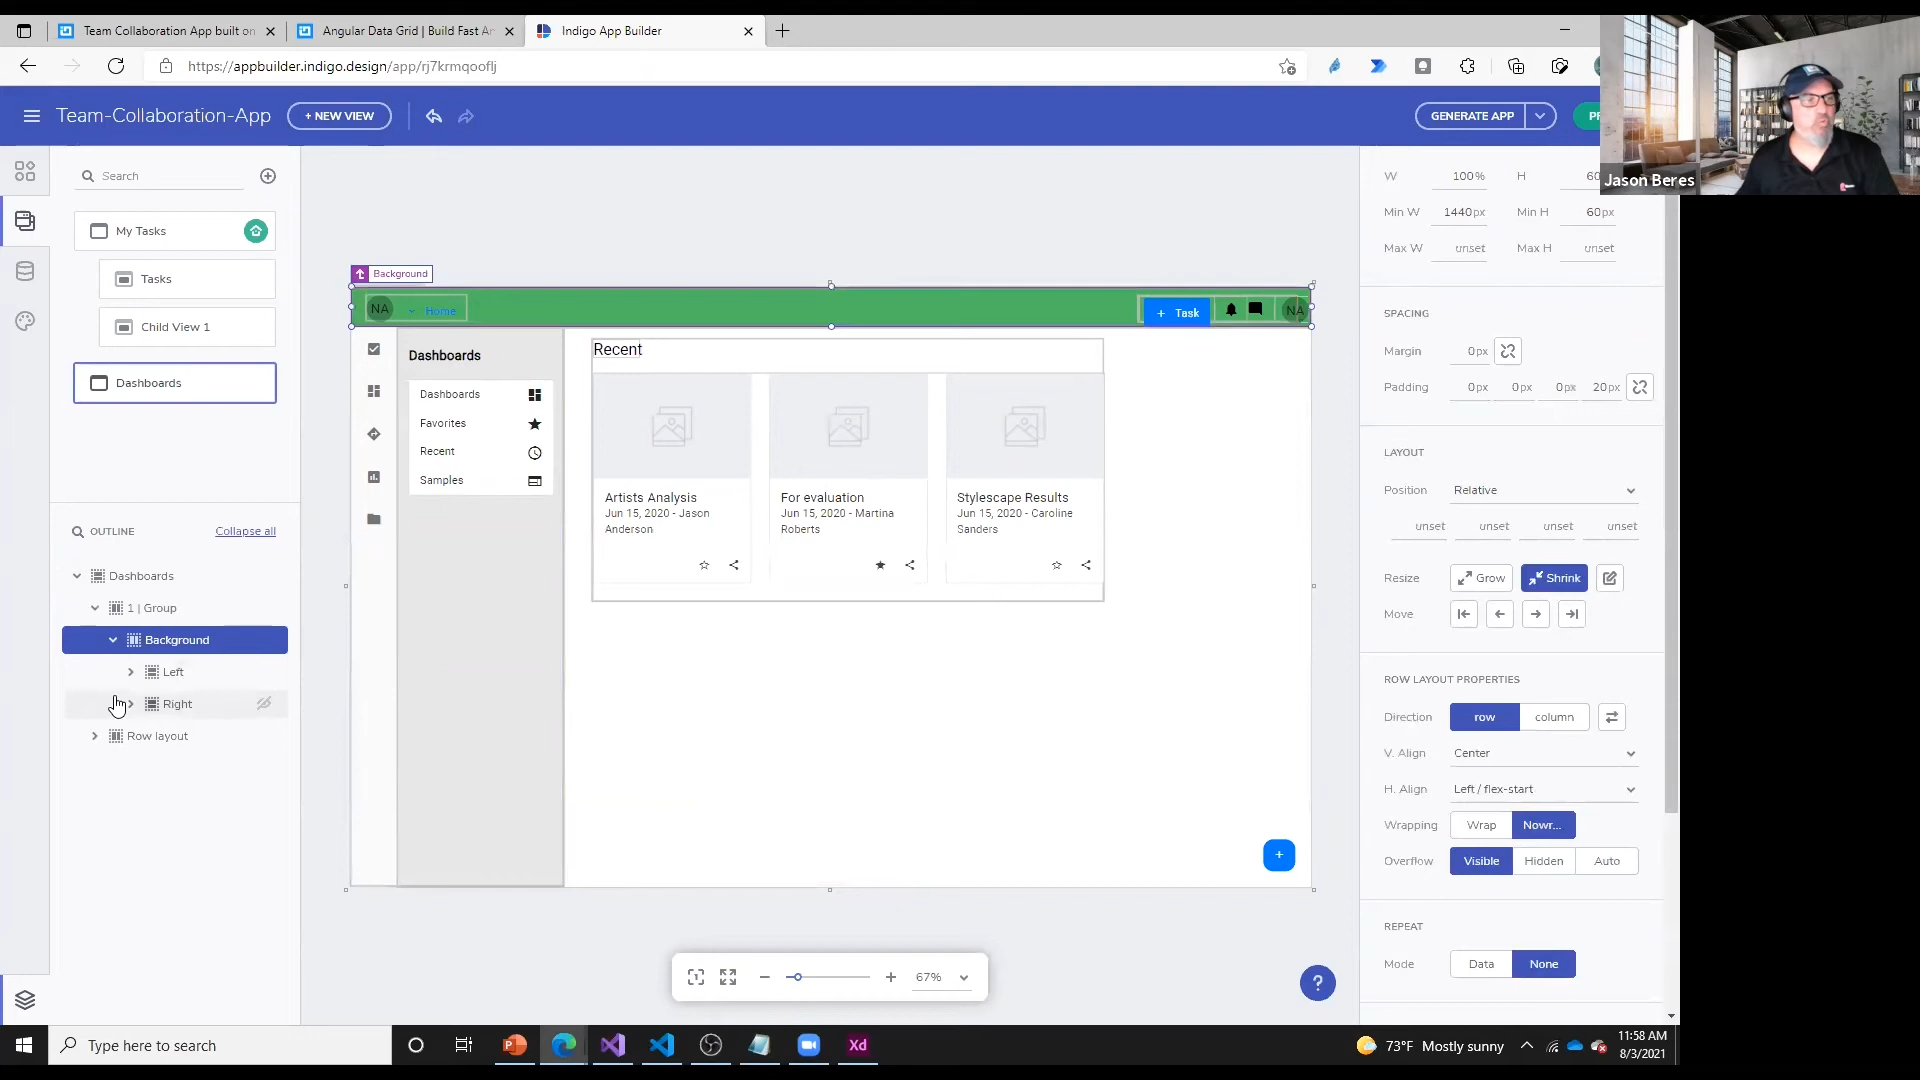 Team Collaboration App built on
Angular Data Grid | Build Fast An
Indigo App Builder
https://appbuilder.indigo.design/app/rj7krmqooflj
Team-Collaboration-App
+ NEW VIEW
GENERATE APP
Jason Beres
Search
My Tasks
Tasks
Child View 1
Dashboards
OUTLINE
Collapse all
Dashboards
1 | Group
Background
Left
Right
Row layout
Background
NA
Home
+ Task
NA
Dashboards
Dashboards
Favorites
Recent
Samples
Recent
Artists Analysis
Jun 15, 2020 - Jason
Anderson
For evaluation
Jun 15, 2020 - Martina
Roberts
Stylescape Results
Jun 15, 2020 - Caroline
Sanders
+
67%
?
W 100% H 60
Min W 1440px Min H 60px
Max W unset Max H unset
SPACING
Margin 0px
Padding 0px 0px 0px 20px
LAYOUT
Position Relative
unset unset unset unset
Resize Grow Shrink
Move
ROW LAYOUT PROPERTIES
Direction row column
V. Align Center
H. Align Left / flex-start
Wrapping Wrap Nowr...
Overflow Visible Hidden Auto
REPEAT
Mode Data None
Type here to search
Xd
73°F Mostly sunny
11:58 AM
8/3/2021